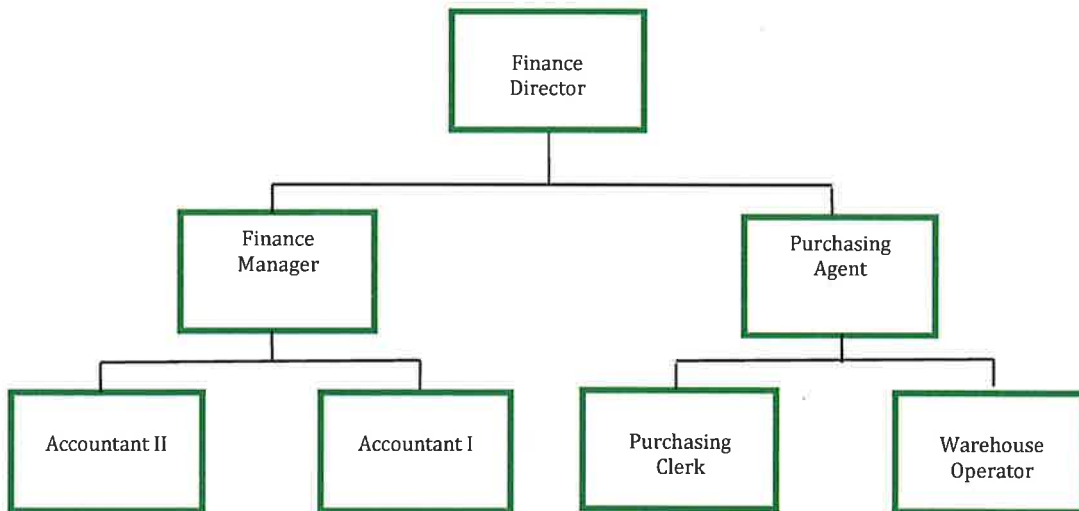 Finance
Director
Finance
Manager
Purchasing
Agent
Accountant II
Accountant I
Purchasing
Clerk
Warehouse
Operator